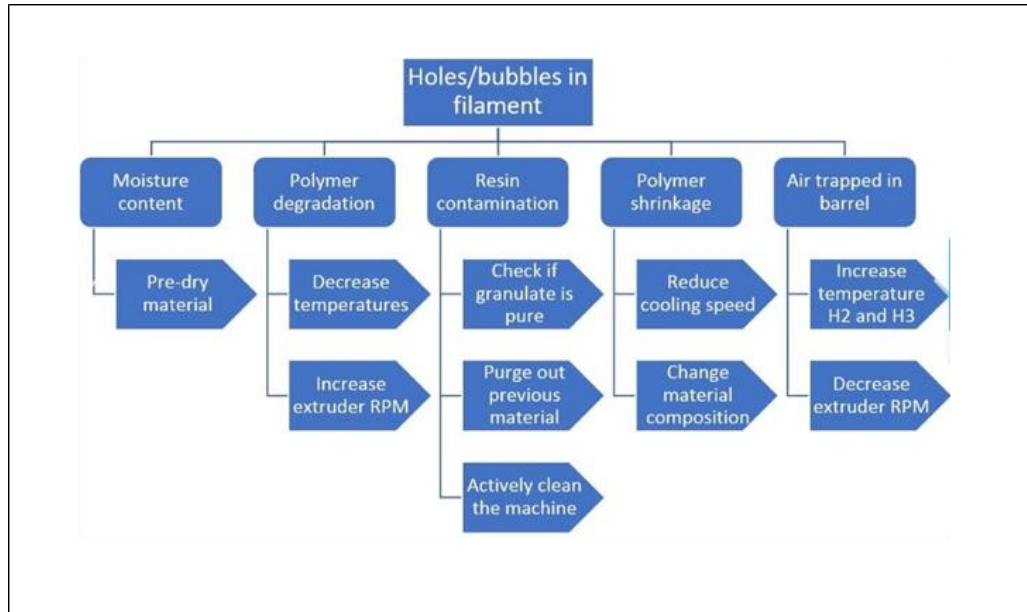 Holes/bubbles in
filament
Moisture
content
Polymer
degradation
Resin
contamination
Polymer
shrinkage
Air trapped in
barrel
Pre-dry
material
Decrease
temperatures
Check if
granulate is
pure
Reduce
cooling speed
Increase
temperature
H2 and H3
Increase
extruder RPM
Purge out
previous
material
Change
material
composition
Decrease
extruder RPM
Actively clean
the machine